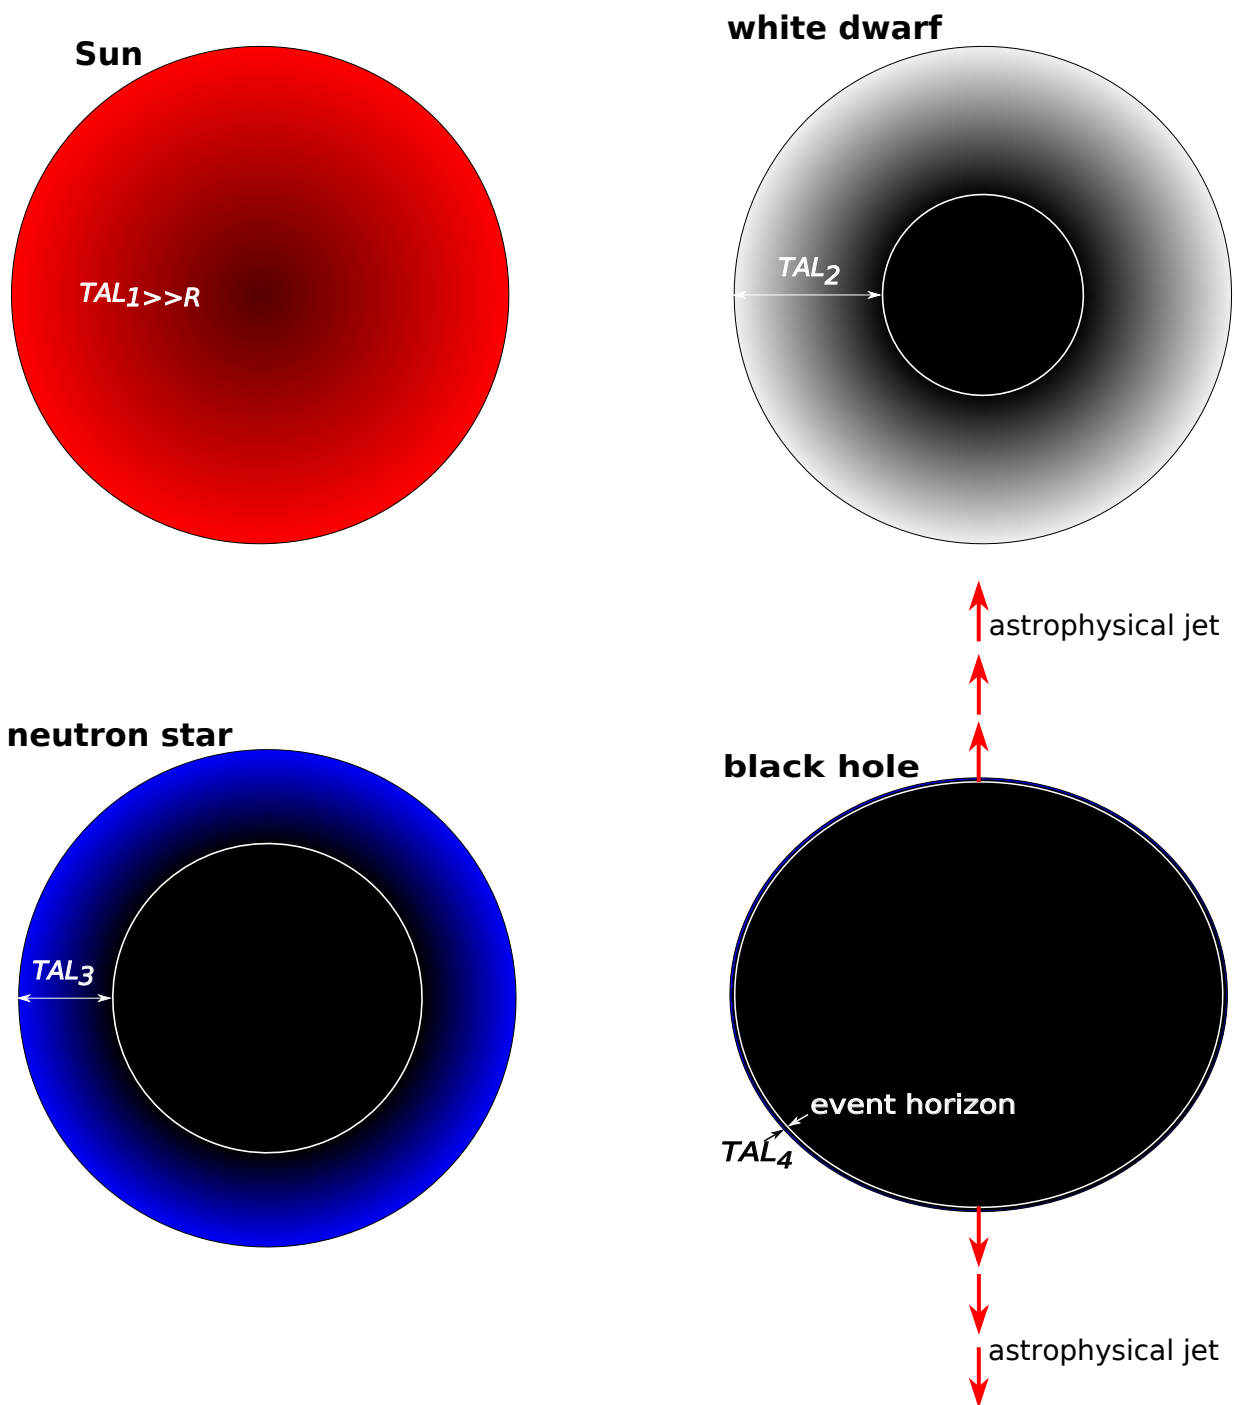 Sun
white dwarf
TAL1>>R
TAL2
astrophysical jet
neutron star
black hole
TAL3
event horizon
TAL4
astrophysical jet